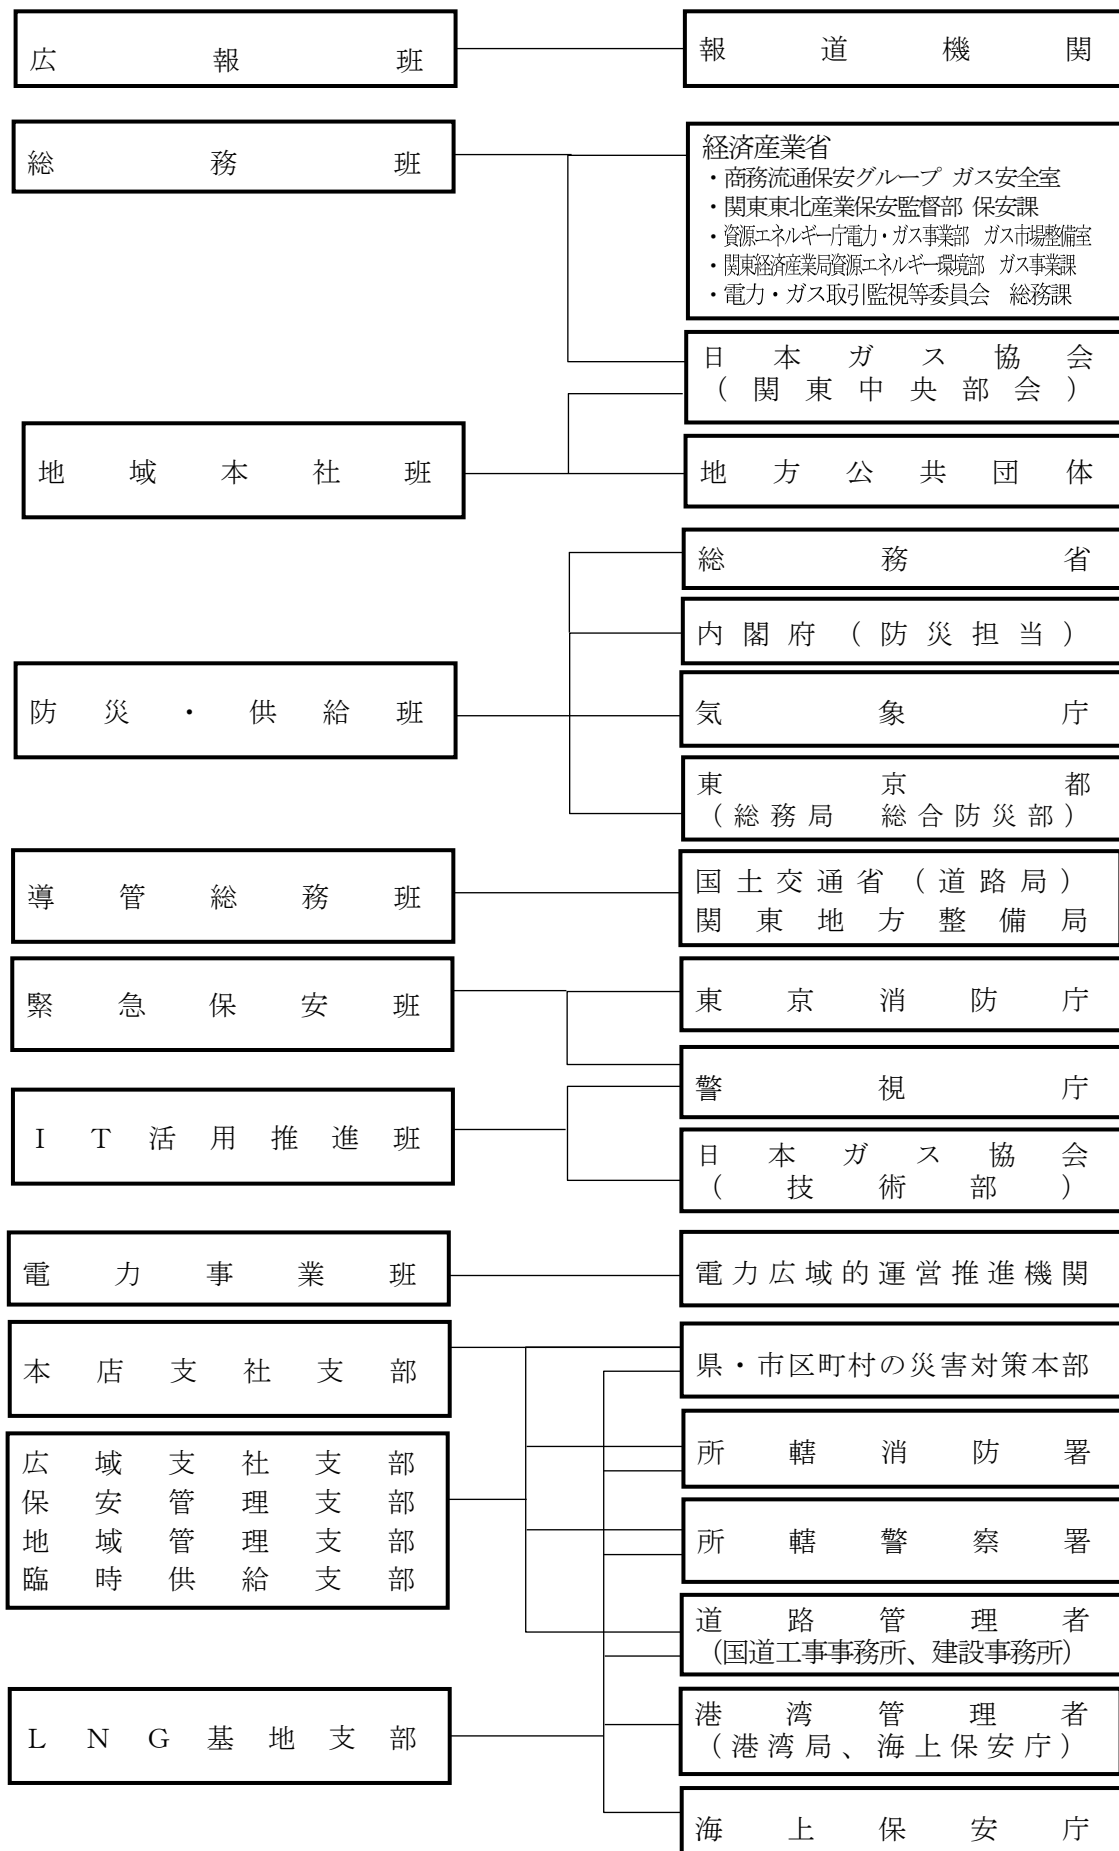 広報班
報道機関
総務班
経済産業省
・商務流通保安グループ ガス安全室
・関東東北産業保安監督部 保安課
・資源エネルギー庁電力・ガス事業部 ガス市場整備室
・関東経済産業局資源エネルギー環境部 ガス事業課
・電力・ガス取引監視等委員会 総務課
日本ガス協会
（関東中央部会）
地域本社班
地方公共団体
総務省
内閣府（防災担当）
防災・供給班
気象庁
東京都
（総務局 総合防災部）
導管総務班
国土交通省（道路局）
関東地方整備局
緊急保安班
東京消防庁
警視庁
IT活用推進班
日本ガス協会
（技術部）
電力事業班
電力広域的運営推進機関
本店支社支部
県・市区町村の災害対策本部
広域支社支部
保安管理支部
地域管理支部
臨時供給支部
所轄消防署
所轄警察署
道路管理者
（国道工事事務所、建設事務所）
LNG基地支部
港湾管理者
（港湾局、海上保安庁）
海上保安庁